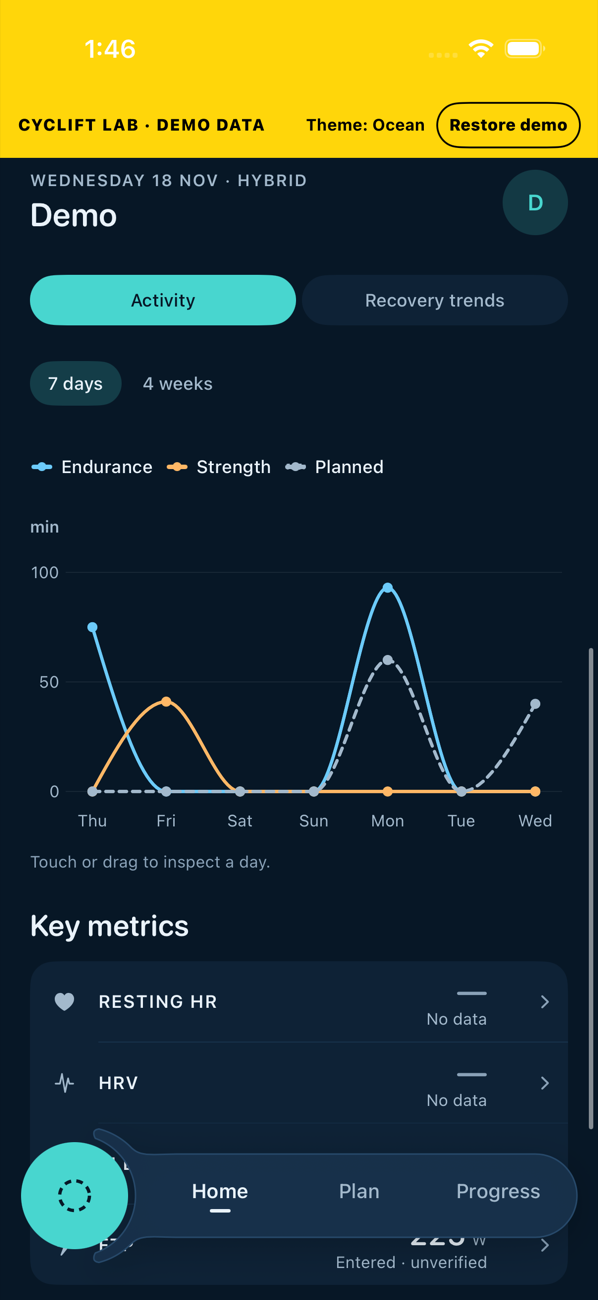 1:46
CYCLIFT LAB · DEMO DATA Theme: Ocean Restore demo
WEDNESDAY 18 NOV · HYBRID
Demo
D
Activity Recovery trends
7 days 4 weeks
Endurance Strength Planned
min
100
50
0
Thu Fri Sat Sun Mon Tue Wed
Touch or drag to inspect a day.
Key metrics
RESTING HR —
No data
HRV —
No data
Home Plan Progress
W
Entered · unverified